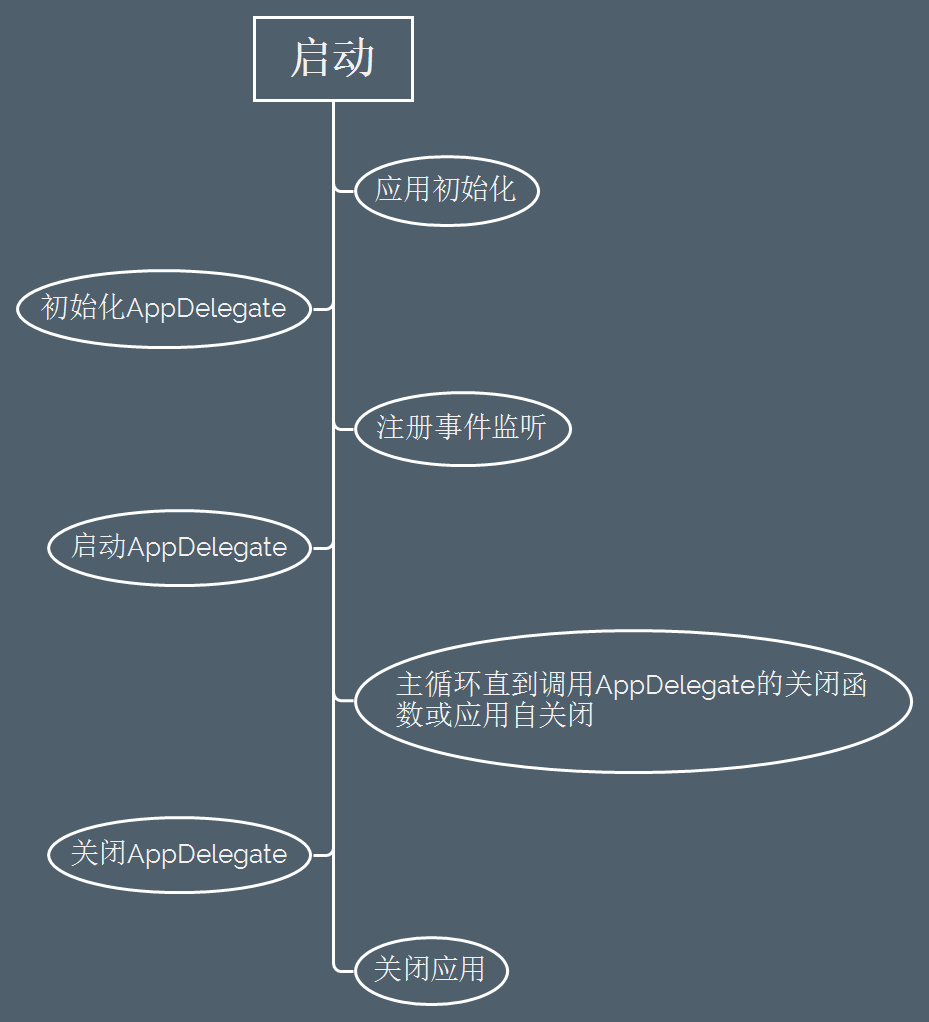 启动
应用初始化
初始化AppDelegate
注册事件监听
启动AppDelegate
主循环直到调用AppDelegate的关闭函
数或应用自关闭
关闭AppDelegate
关闭应用